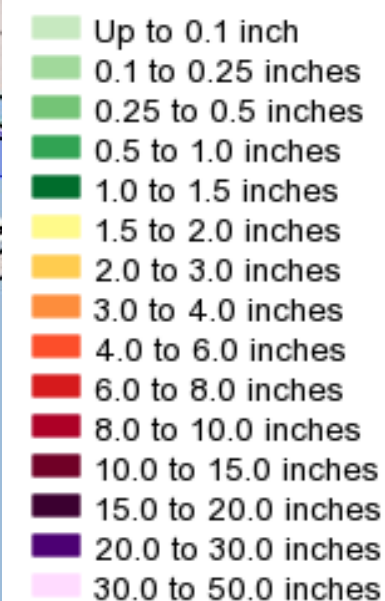 Up to 0.1 inch
0.1 to 0.25 inches
0.25 to 0.5 inches
0.5 to 1.0 inches
1.0 to 1.5 inches
1.5 to 2.0 inches
2.0 to 3.0 inches
3.0 to 4.0 inches
4.0 to 6.0 inches
6.0 to 8.0 inches
8.0 to 10.0 inches
10.0 to 15.0 inches
15.0 to 20.0 inches
20.0 to 30.0 inches
30.0 to 50.0 inches